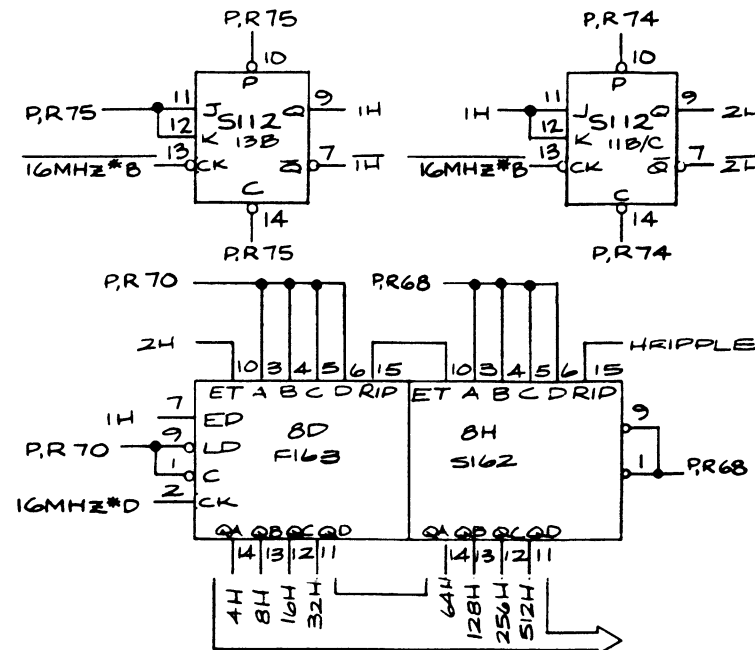 P,R75
P,R74
10
10
P
P
P,R75
11
J
S112
Q
9
1H
1H
11
J
S112
Q
9
2H
12
K
13B
12
K
11B/C
16MHZ*B
13
CK
Q
7
1H
16MHZ*B
13
CK
Q
7
2H
C
C
14
14
P,R75
P,R74
P,R70
P,R68
2H
HRIPPLE
10 3 4 5 6 15
10 3 4 5 6 15
ET A B C D RIP
ET A B C D RIP
1H
7
ED
8D
8H
9
P,R70
9
LD
F163
S162
1
C
1
P,R68
16MHZ*D
2
CK
QA QB QC QD
QA QB QC QD
14 13 12 11
14 13 12 11
4H
8H
16H
32H
64H
128H
256H
512H